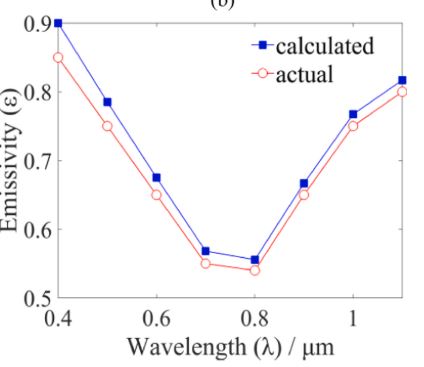 (b)
0.9
calculated
actual
0.8
0.7
0.6
0.5
Emissivity (ε)
0.4
0.6
0.8
1
Wavelength (λ) / μm